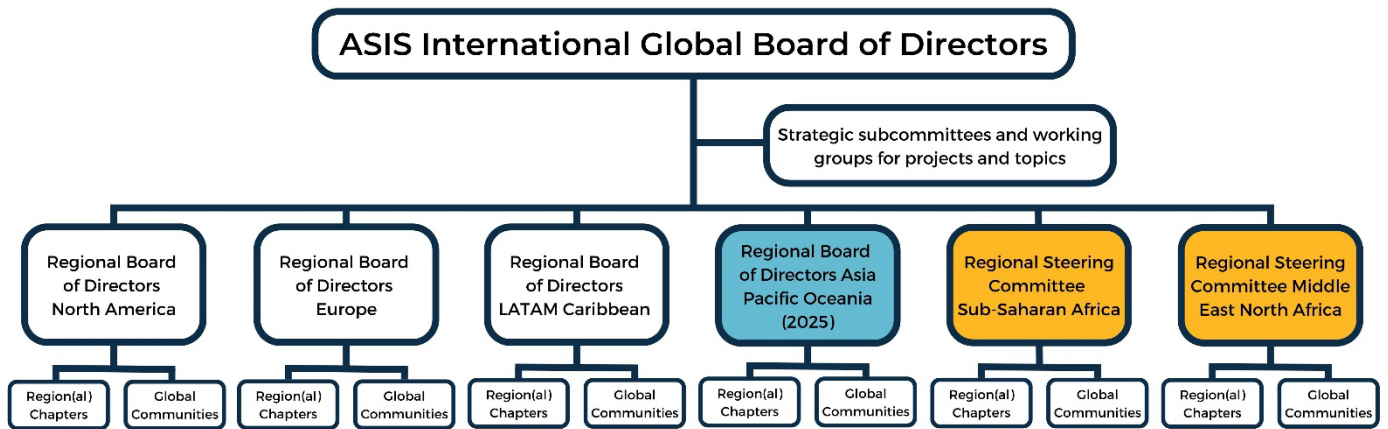 ASIS International Global Board of Directors
Strategic subcommittees and working
groups for projects and topics
Regional Board
of Directors
North America
Regional Board
of Directors
Europe
Regional Board
of Directors
LATAM Caribbean
Regional Board
of Directors Asia
Pacific Oceania
(2025)
Regional Steering
Committee
Sub-Saharan Africa
Regional Steering
Committee Middle
East North Africa
Region(al)
Chapters
Global
Communities
Region(al)
Chapters
Global
Communities
Region(al)
Chapters
Global
Communities
Region(al)
Chapters
Global
Communities
Region(al)
Chapters
Global
Communities
Region(al)
Chapters
Global
Communities